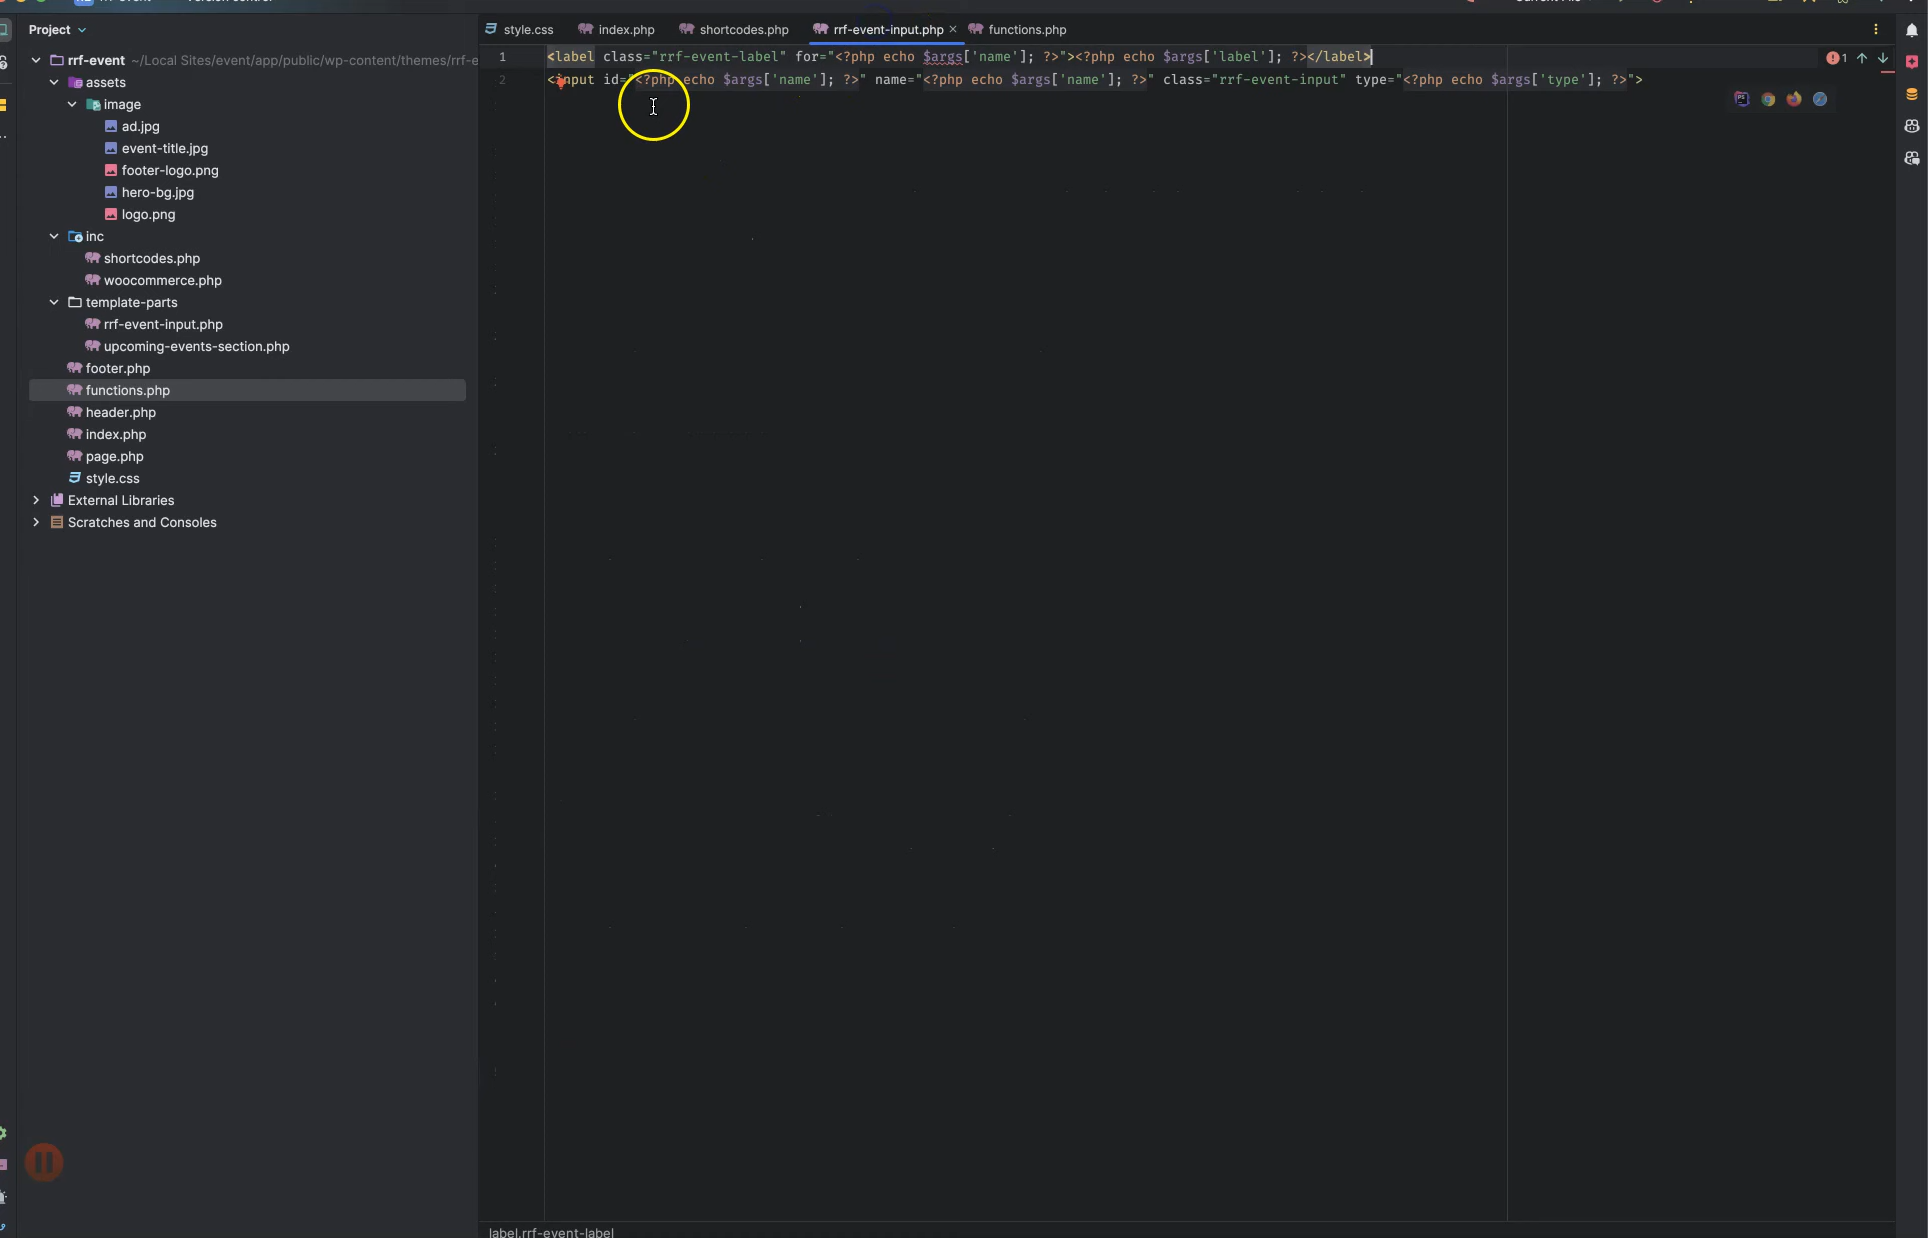 Project
rrf-event ~/Local Sites/event/app/public/wp-content/themes/rrf-e
assets
image
ad.jpg
event-title.jpg
footer-logo.png
hero-bg.jpg
logo.png
inc
shortcodes.php
woocommerce.php
template-parts
rrf-event-input.php
upcoming-events-section.php
footer.php
functions.php
header.php
index.php
page.php
style.css
External Libraries
Scratches and Consoles
style.css index.php shortcodes.php rrf-event-input.php functions.php
1 <label class="rrf-event-label" for="<?php echo $args['name']; ?>"><?php echo $args['label']; ?></label>
2 <input id="<?php echo $args['name']; ?>" name="<?php echo $args['name']; ?>" class="rrf-event-input" type="<?php echo $args['type']; ?>">
1
label.rrf-event-label